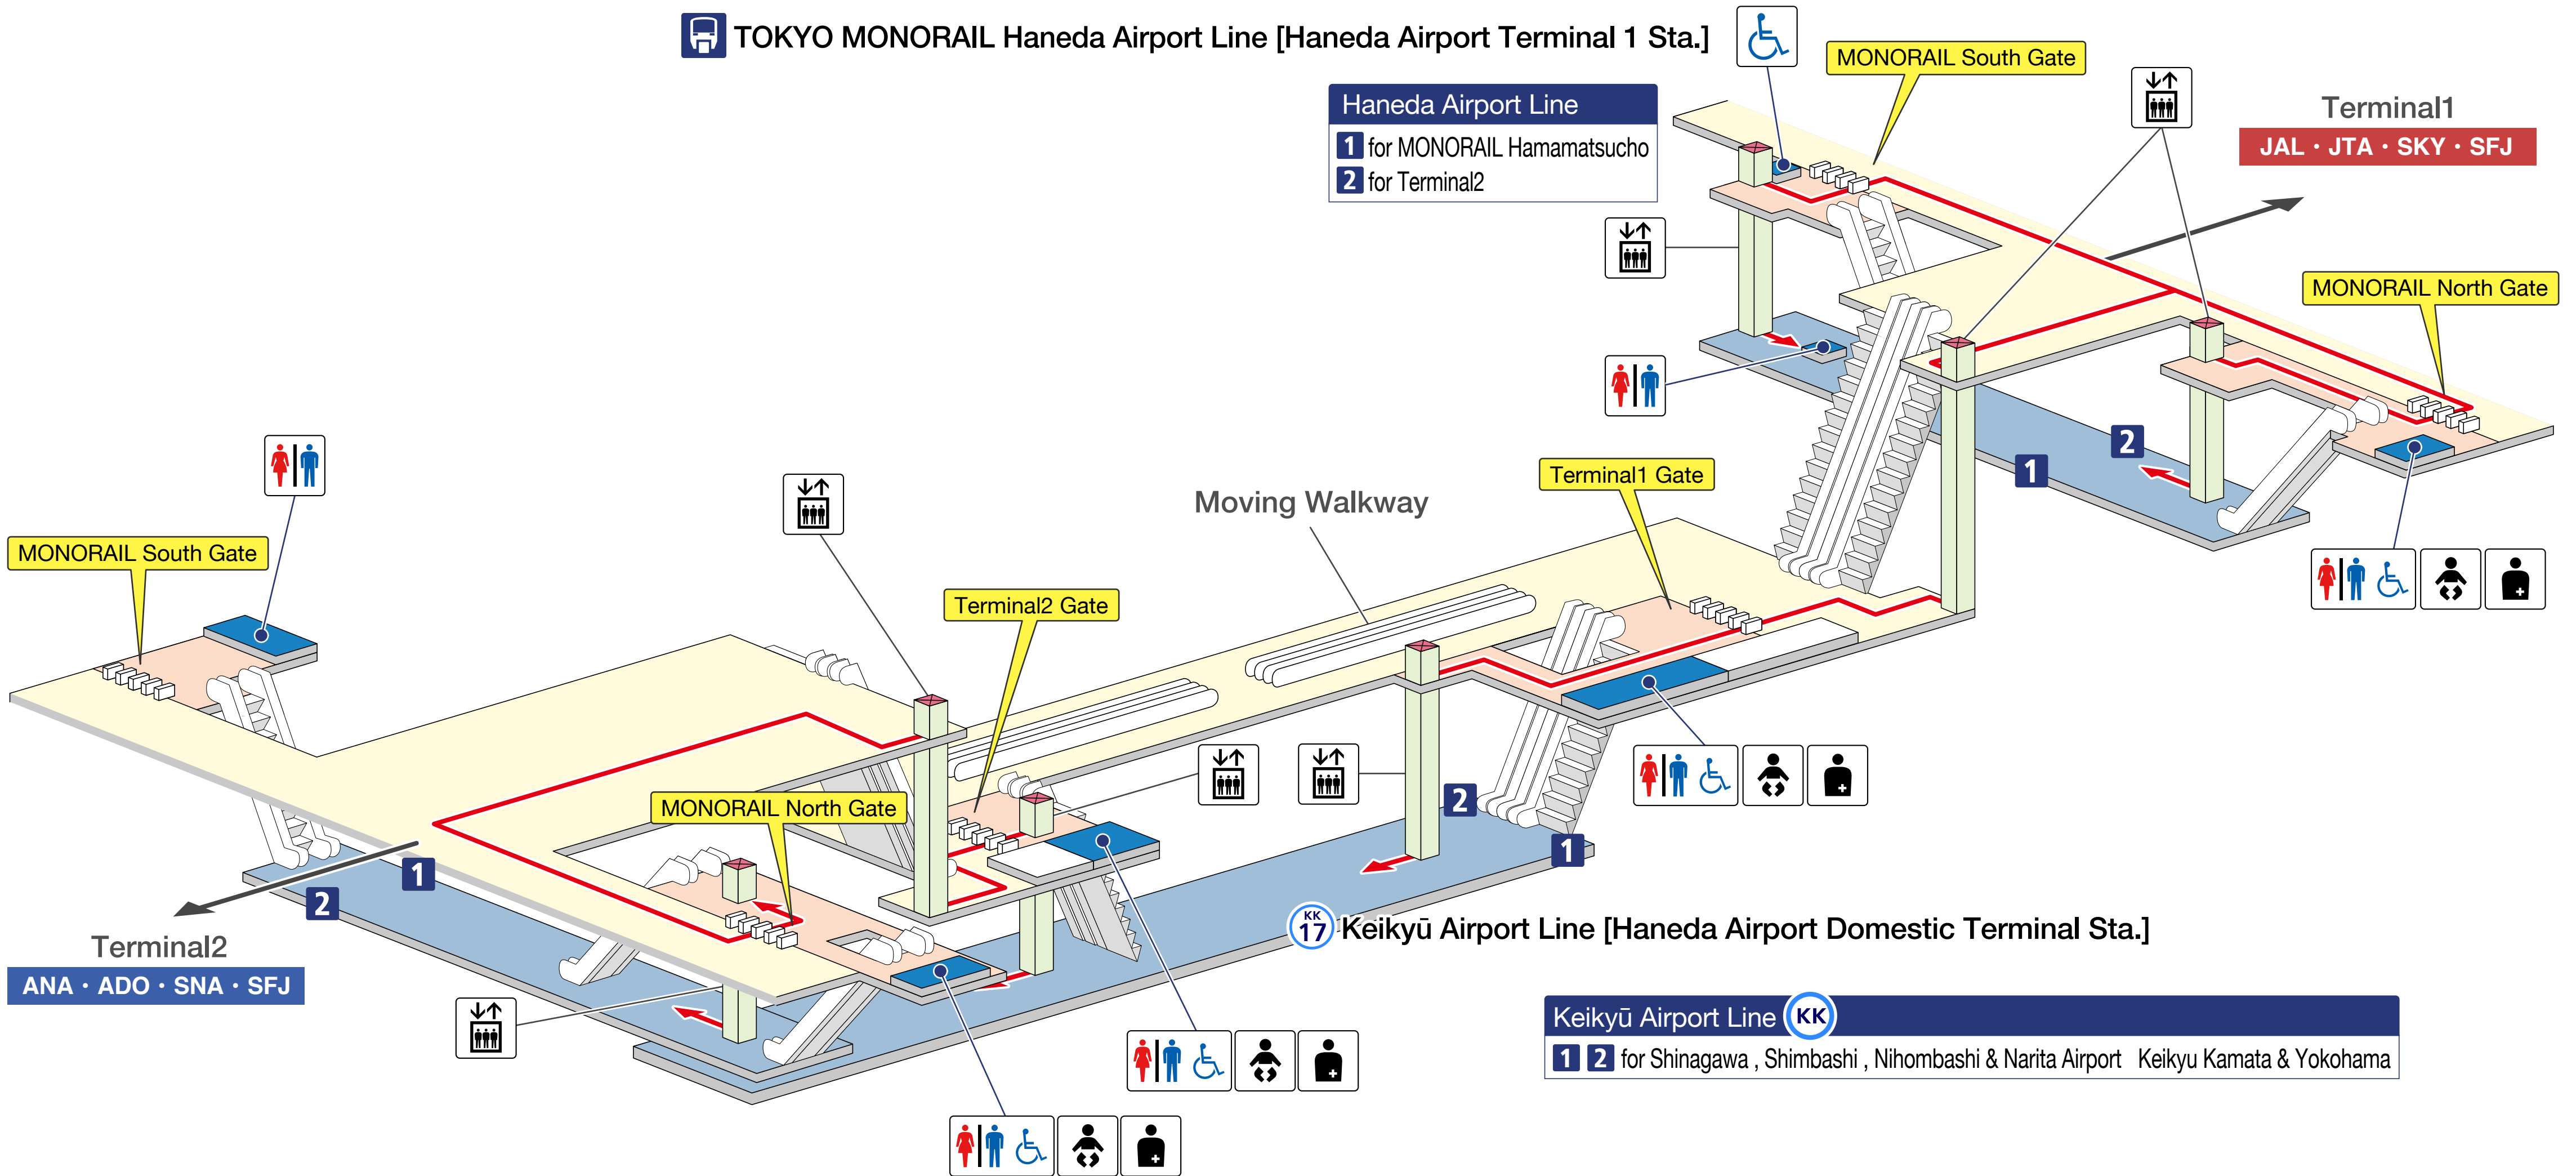 TOKYO MONORAIL Haneda Airport Line [Haneda Airport Terminal 1 Sta.]
MONORAIL South Gate
Haneda Airport Line
1 for MONORAIL Hamamatsucho
2 for Terminal2
Terminal1
JAL・JTA・SKY・SFJ
MONORAIL North Gate
2
1
Terminal1 Gate
Moving Walkway
MONORAIL South Gate
Terminal2 Gate
MONORAIL North Gate
2
1
1
2
Terminal2
ANA・ADO・SNA・SFJ
KK 17 Keikyū Airport Line [Haneda Airport Domestic Terminal Sta.]
Keikyū Airport Line KK
1 2 for Shinagawa , Shimbashi , Nihombashi & Narita Airport Keikyu Kamata & Yokohama